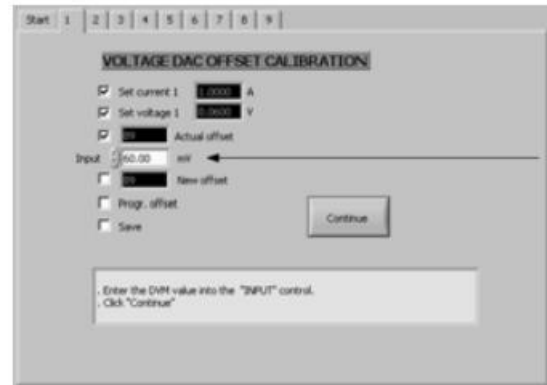 Start 1 2 3 4 5 6 7 8 9
VOLTAGE DAC OFFSET CALIBRATION
Set current 1 1.0000 A
Set voltage 1 0.0600 V
89 Actual offset
Input 60.00 mV
89 New offset
Progr. offset
Save
Continue
. Enter the DVM value into the "INPUT" control.
. Click "Continue"